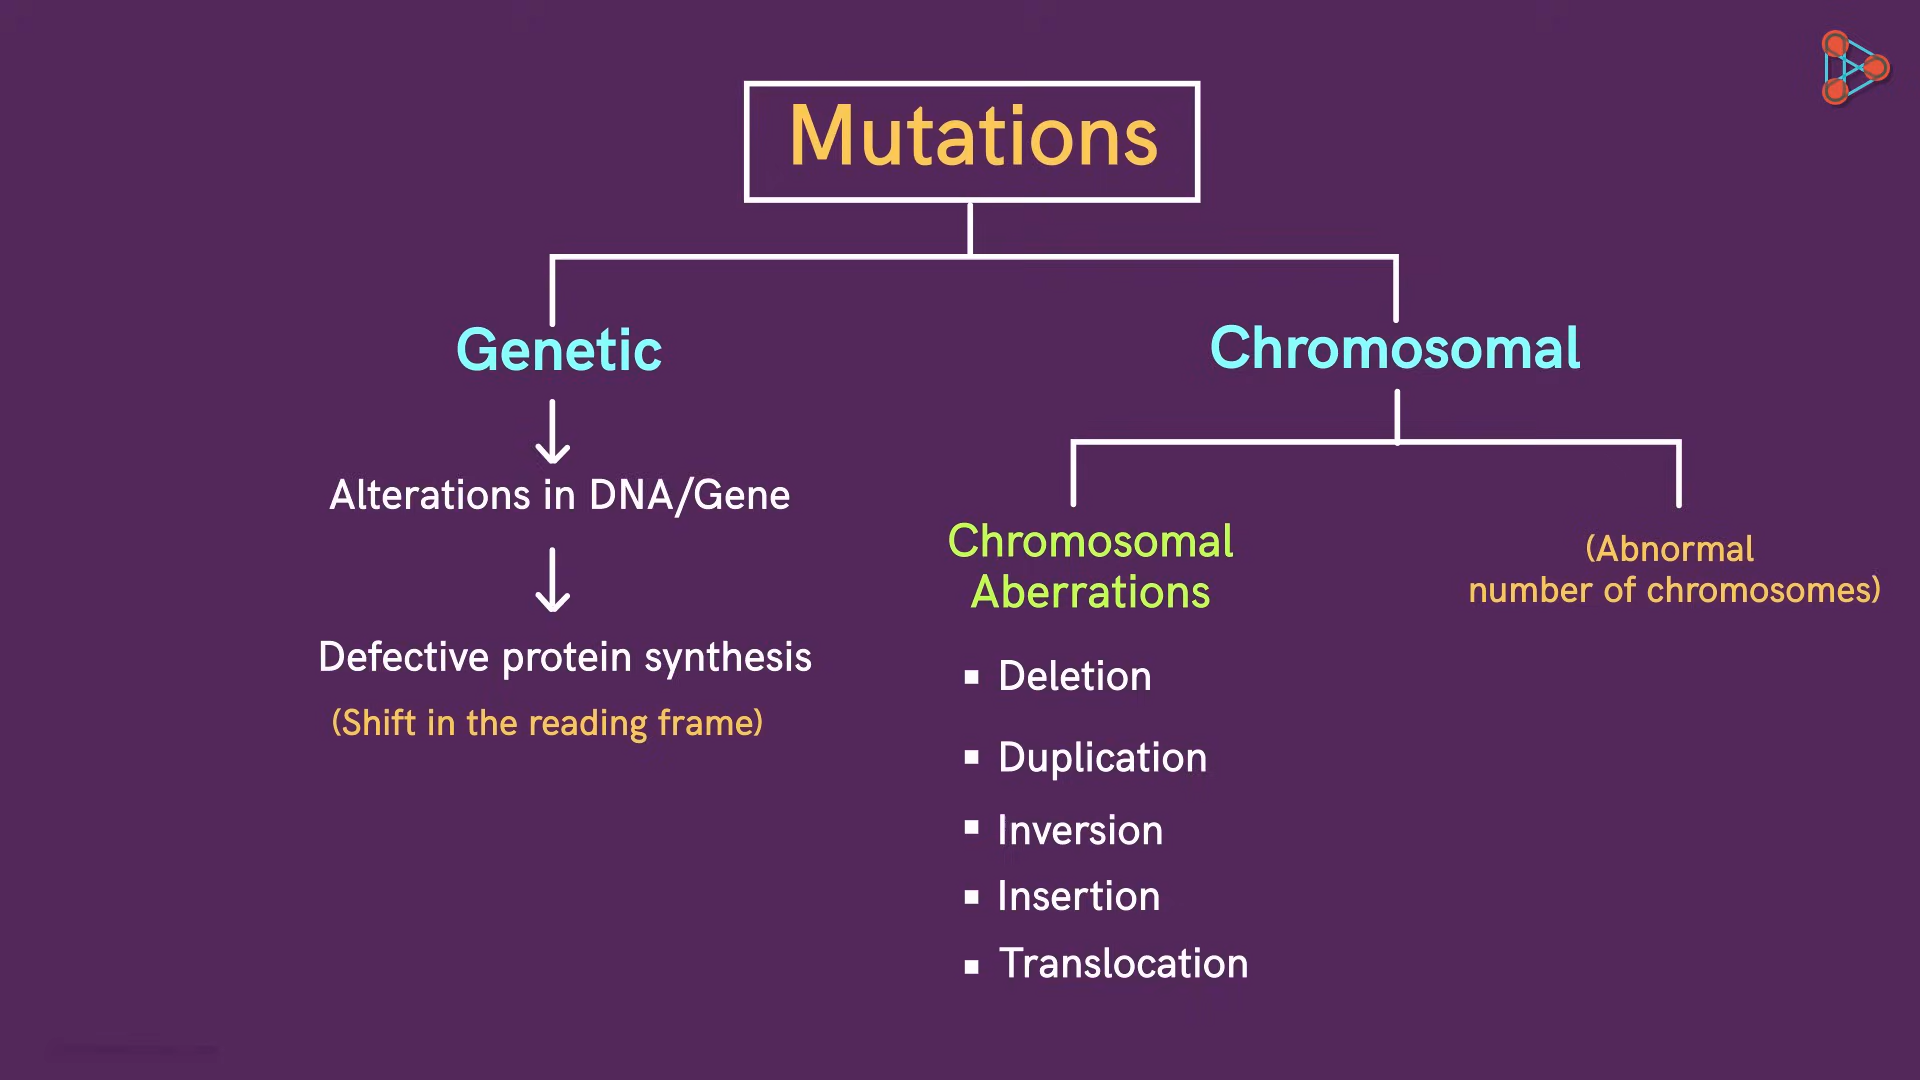 Mutations
Genetic
Alterations in DNA/Gene
Defective protein synthesis
(Shift in the reading frame)
Chromosomal
Chromosomal
Aberrations
Deletion
Duplication
Inversion
Insertion
Translocation
(Abnormal
number of chromosomes)